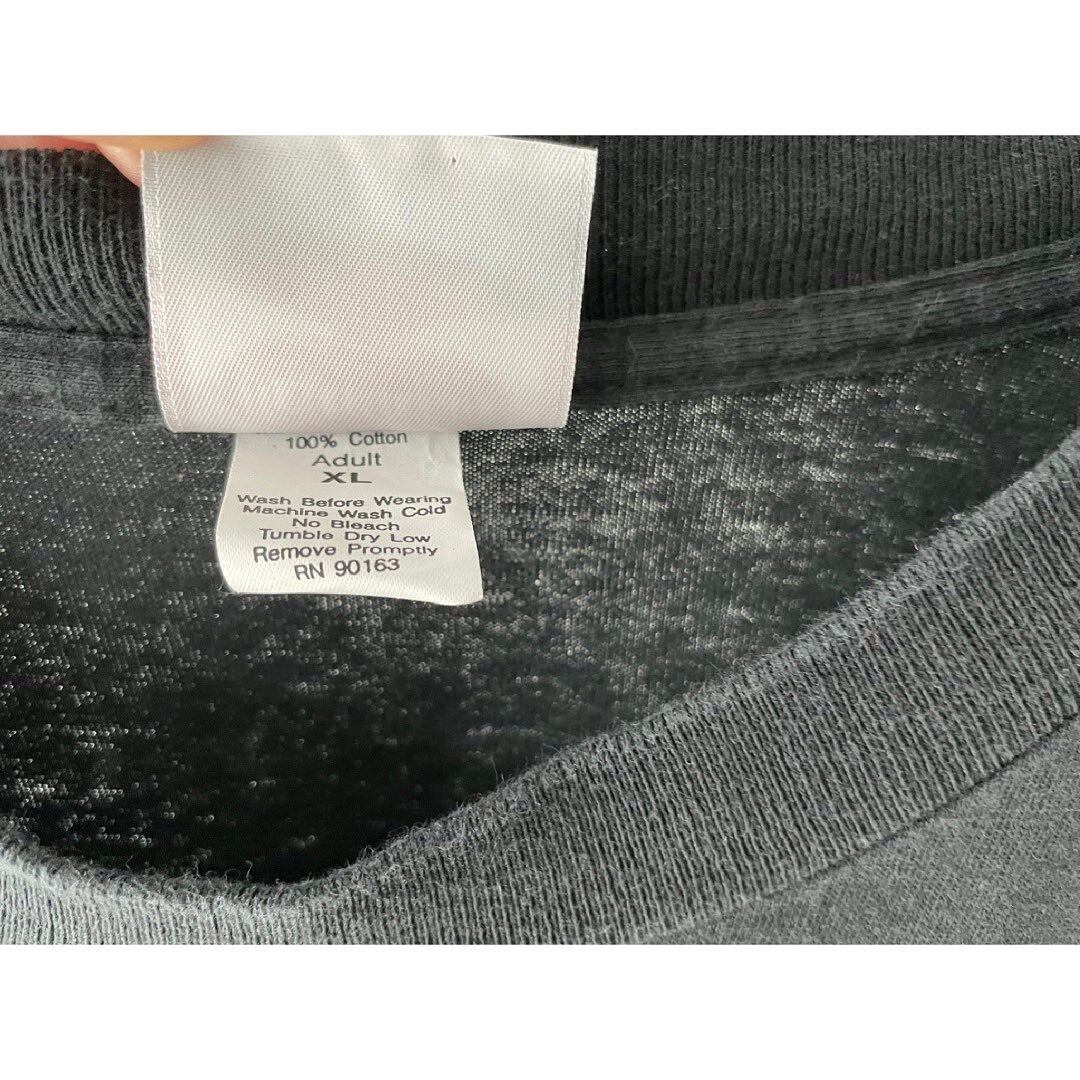 100% Cotton
Adult
XL
Wash Before Wearing
Machine Wash Cold
No Bleach
Tumble Dry Low
Remove Promptly
RN 90163